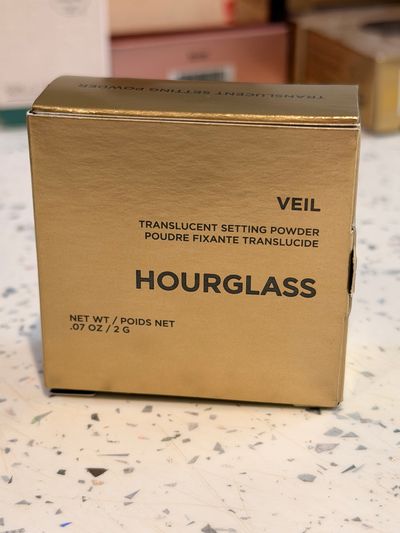 TRANSLUCENT SETTING POWDER
VEIL
TRANSLUCENT SETTING POWDER
POUDRE FIXANTE TRANSLUCIDE
HOURGLASS
NET WT / POIDS NET
.07 OZ / 2 G